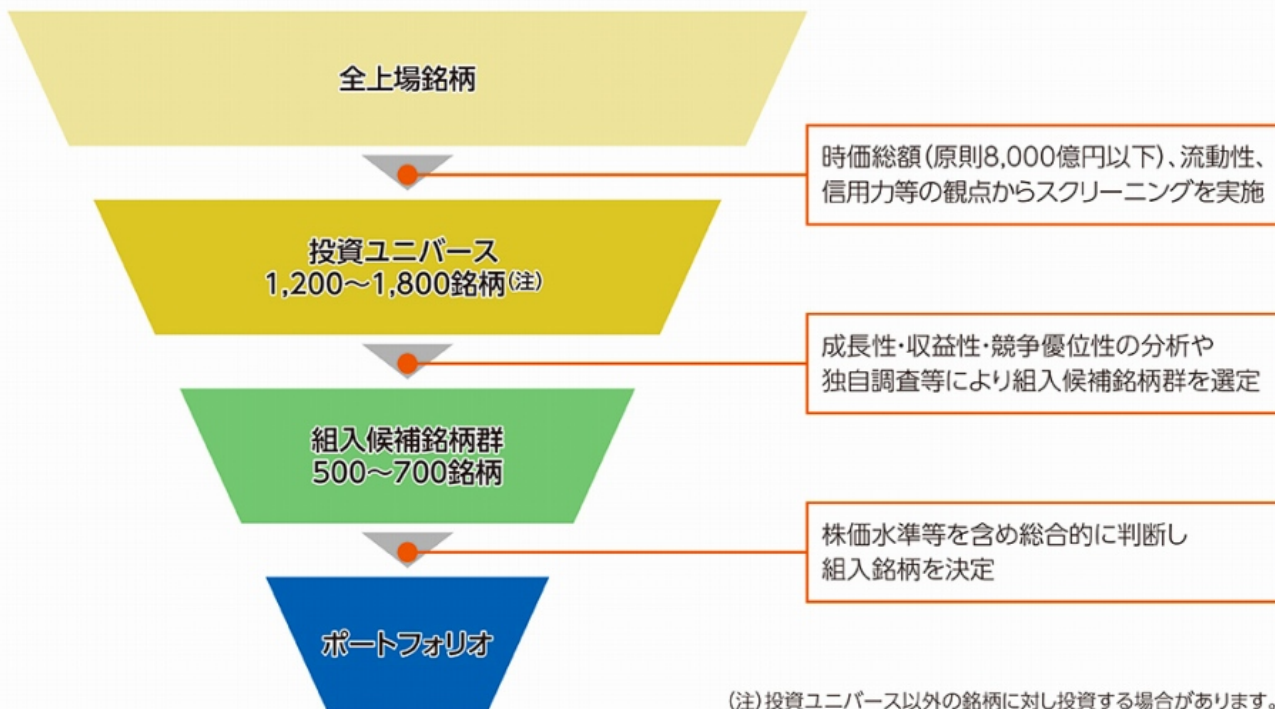 全上場銘柄
時価総額(原則8,000億円以下)、流動性、
信用力等の観点からスクリーニングを実施
投資ユニバース
1,200〜1,800銘柄(注)
成長性・収益性・競争優位性の分析や
独自調査等により組入候補銘柄群を選定
組入候補銘柄群
500〜700銘柄
株価水準等を含め総合的に判断し
組入銘柄を決定
ポートフォリオ
(注)投資ユニバース以外の銘柄に対し投資する場合があります。